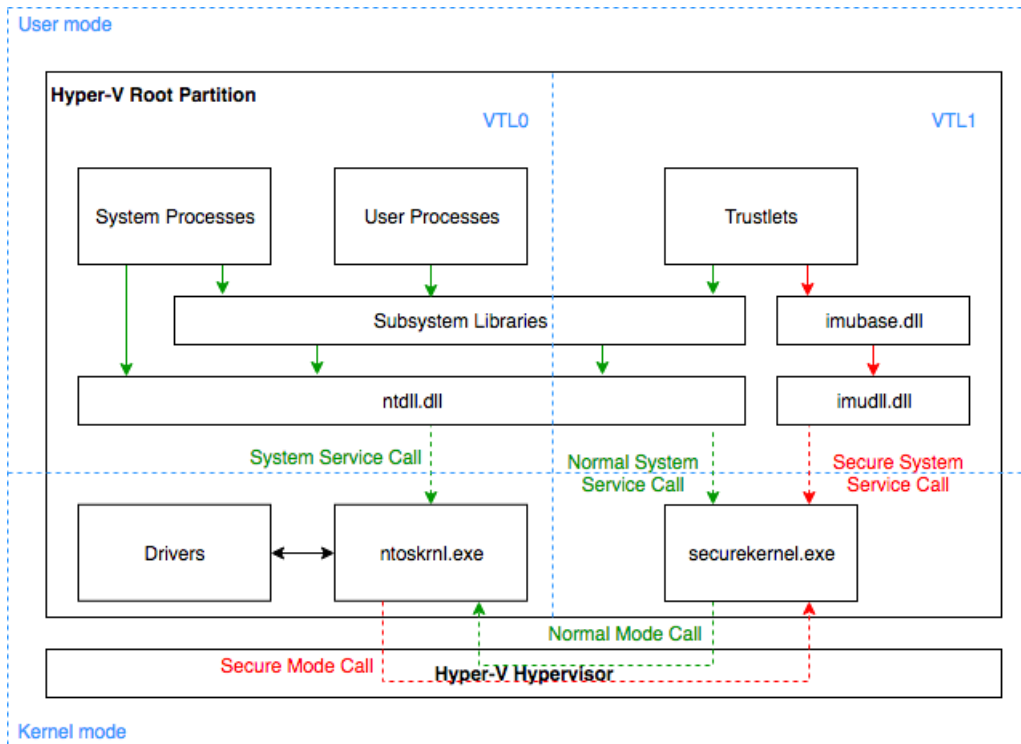 User mode
Hyper-V Root Partition
VTL0
VTL1
System Processes
User Processes
Trustlets
Subsystem Libraries
imubase.dll
ntdll.dll
imudll.dll
System Service Call
Normal System
Service Call
Secure System
Service Call
Drivers
ntoskrnl.exe
securekernel.exe
Normal Mode Call
Secure Mode Call
Hyper-V Hypervisor
Kernel mode